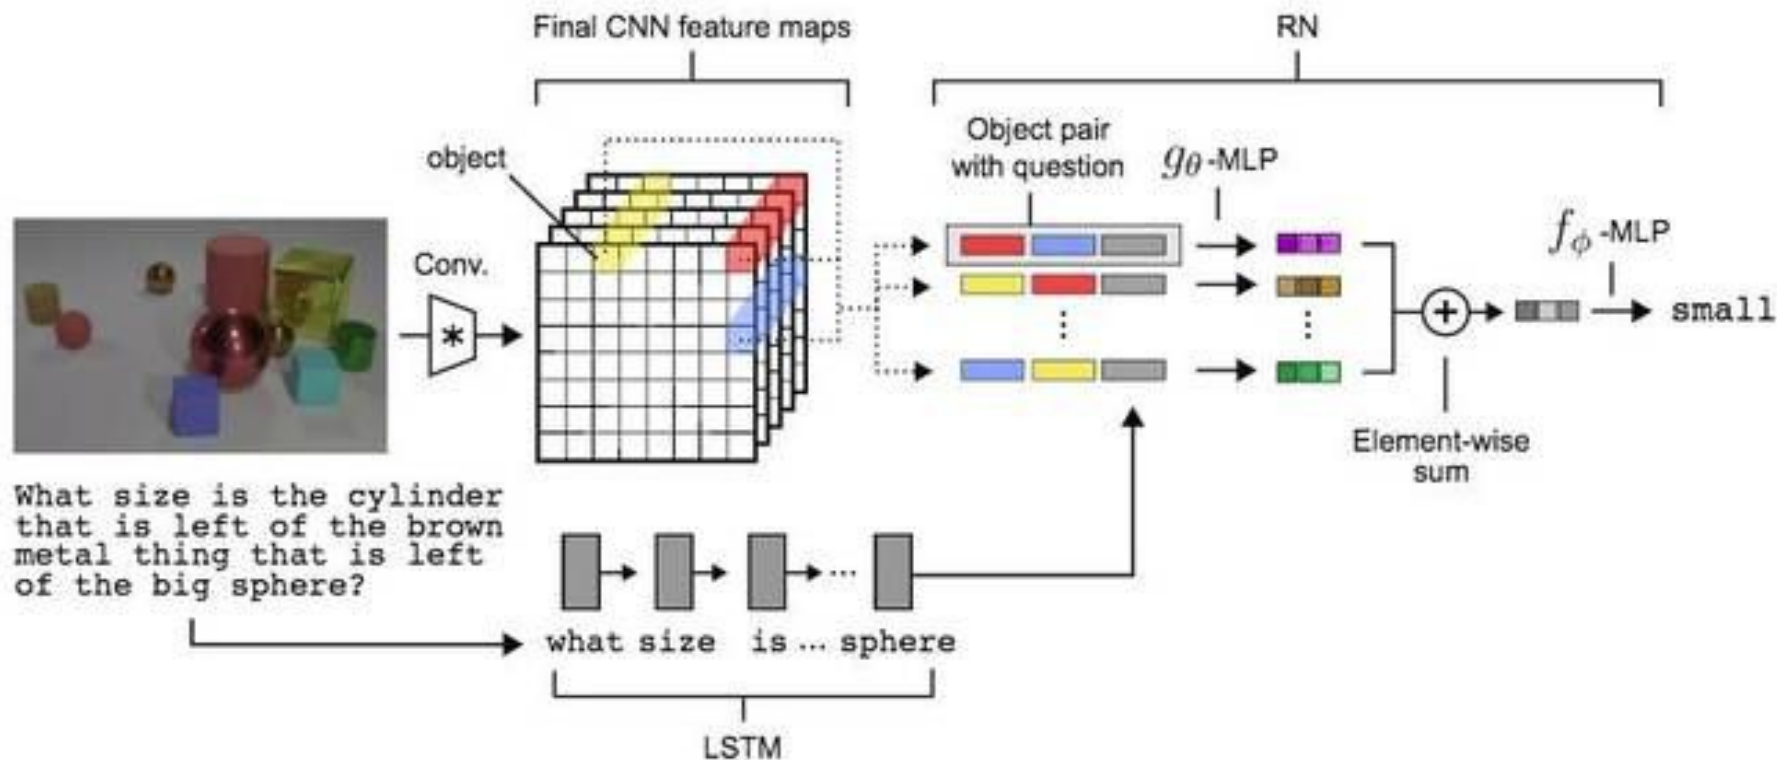 Final CNN feature maps
RN
object
Object pair
with question
gθ -MLP
fϕ -MLP
Conv.
*
+
small
Element-wise
sum
What size is the cylinder
that is left of the brown
metal thing that is left
of the big sphere?
...
what size is ... sphere
LSTM